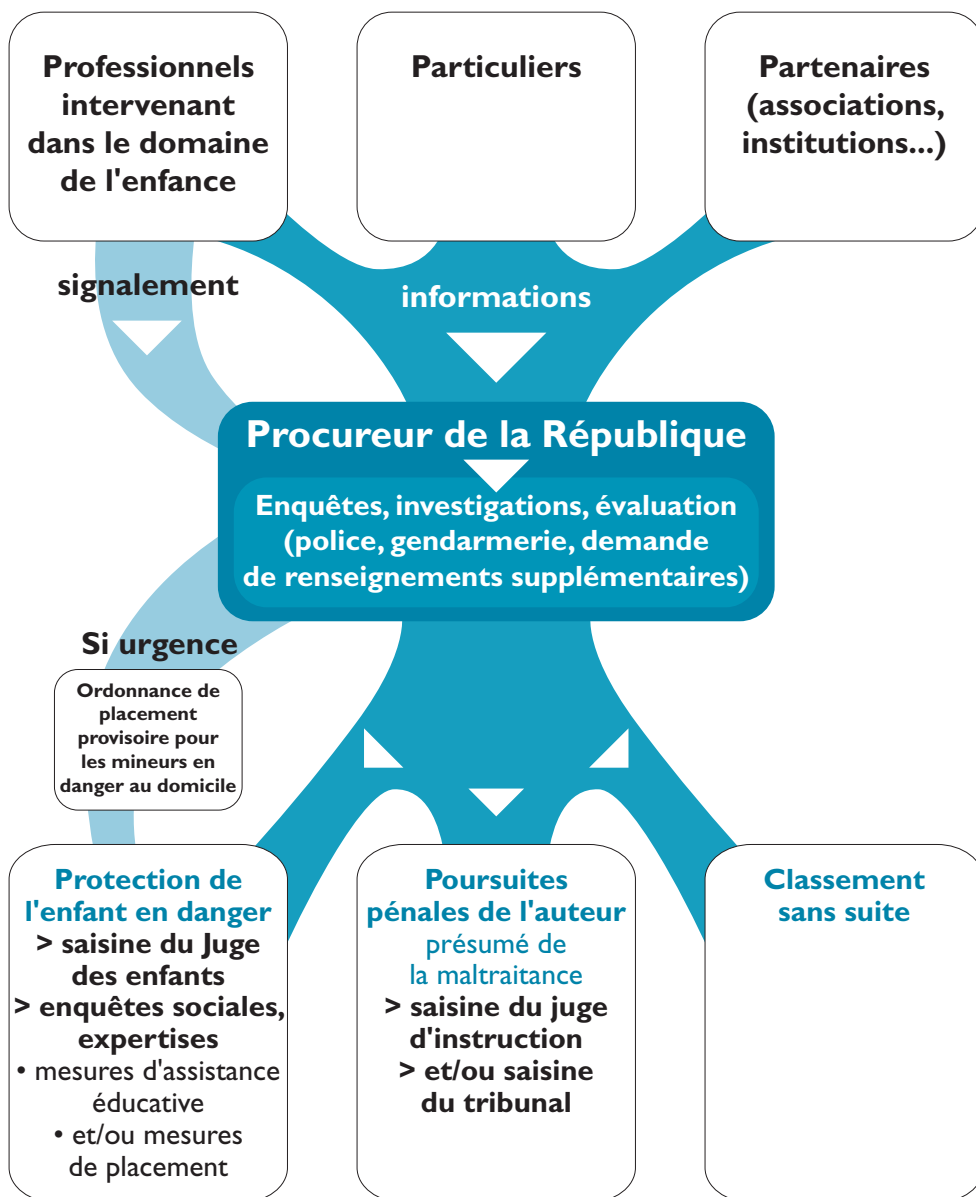 Professionnels
intervenant
dans le domaine
de l'enfance
Particuliers
Partenaires
(associations,
institutions...)
signalement
informations
Procureur de la République
Enquêtes, investigations, évaluation
(police, gendarmerie, demande
de renseignements supplémentaires)
Si urgence
Ordonnance de
placement
provisoire pour
les mineurs en
danger au domicile
Protection de
l'enfant en danger
> saisine du Juge
des enfants
> enquêtes sociales,
expertises
• mesures d'assistance
éducative
• et/ou mesures
de placement
Poursuites
pénales de l'auteur
présumé de
la maltraitance
> saisine du juge
d'instruction
> et/ou saisine
du tribunal
Classement
sans suite